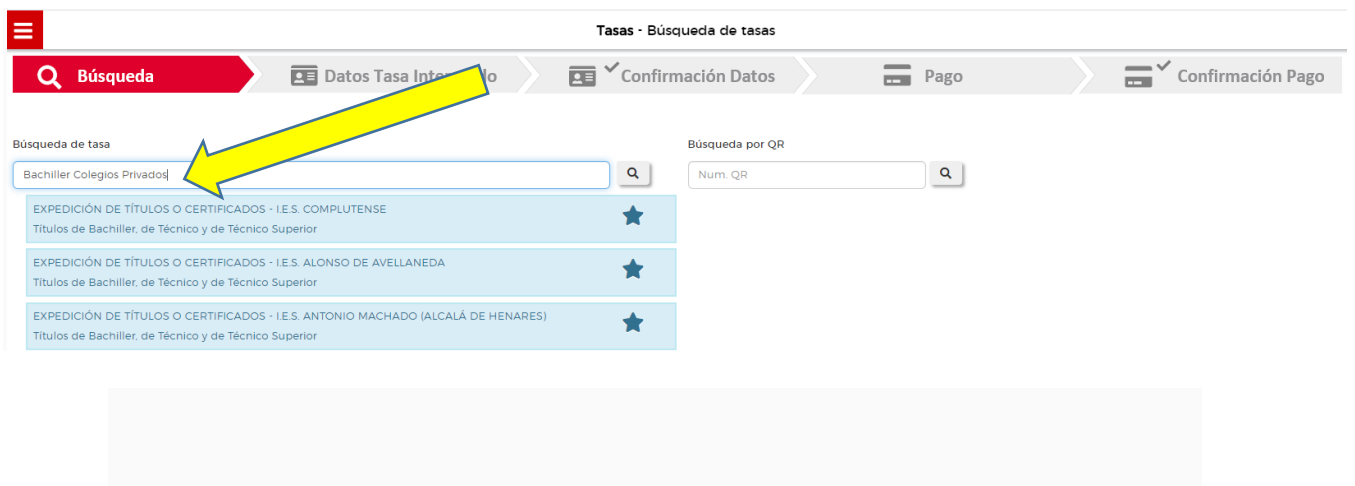 Tasas - Búsqueda de tasas
Búsqueda
Datos Tasa
Confirmación Datos
Pago
Confirmación Pago
Búsqueda de tasa
Búsqueda por QR
Bachiller Colegios Privados
Num. QR
EXPEDICIÓN DE TÍTULOS O CERTIFICADOS - I.E.S. COMPLUTENSE
Títulos de Bachiller, de Técnico y de Técnico Superior
EXPEDICIÓN DE TÍTULOS O CERTIFICADOS - I.E.S. ALONSO DE AVELLANEDA
Títulos de Bachiller, de Técnico y de Técnico Superior
EXPEDICIÓN DE TÍTULOS O CERTIFICADOS - I.E.S. ANTONIO MACHADO (ALCALÁ DE HENARES)
Títulos de Bachiller, de Técnico y de Técnico Superior